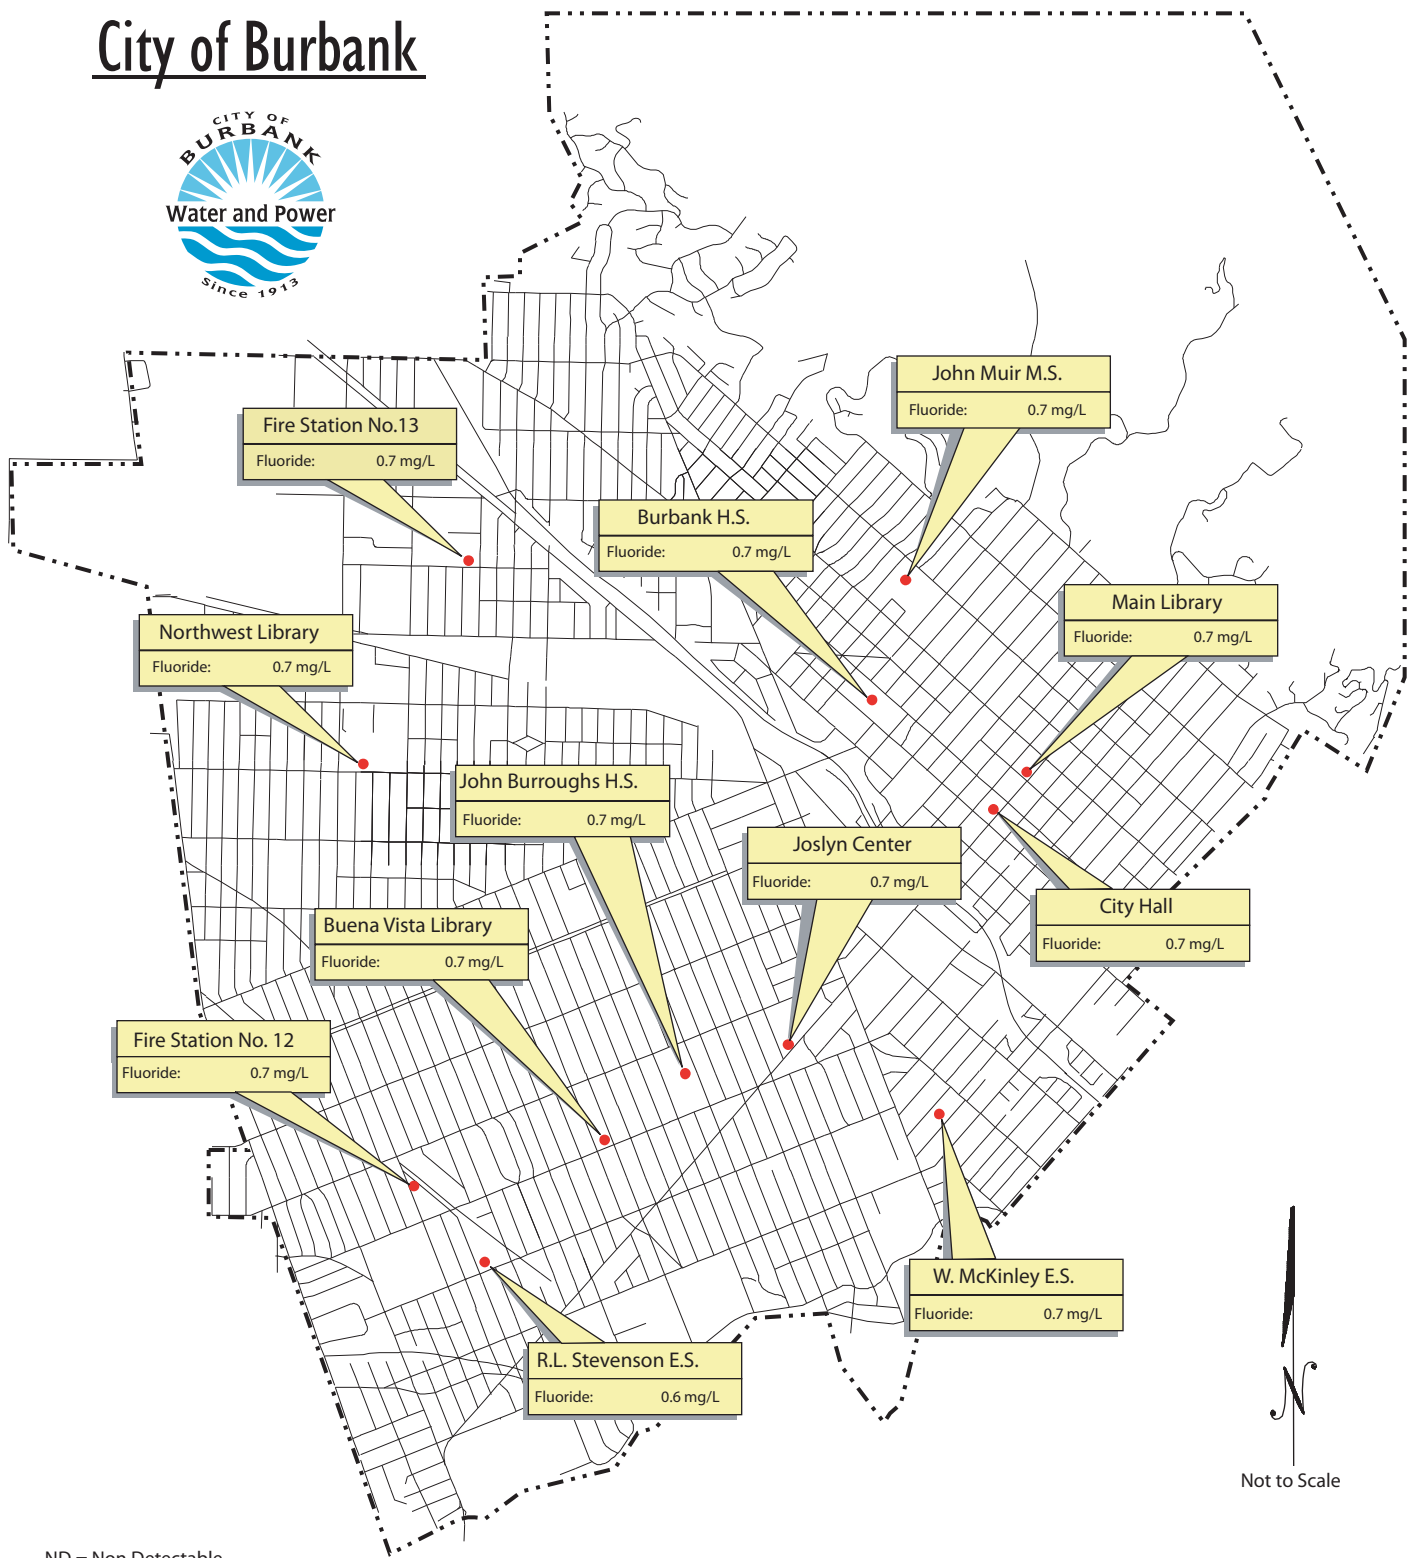 City of Burbank
CITY OF
BURBANK
Water and Power
Since 1913
John Muir M.S.
Fluoride: 0.7 mg/L
Fire Station No.13
Fluoride: 0.7 mg/L
Burbank H.S.
Fluoride: 0.7 mg/L
Main Library
Fluoride: 0.7 mg/L
Northwest Library
Fluoride: 0.7 mg/L
John Burroughs H.S.
Fluoride: 0.7 mg/L
Joslyn Center
Fluoride: 0.7 mg/L
City Hall
Fluoride: 0.7 mg/L
Buena Vista Library
Fluoride: 0.7 mg/L
Fire Station No. 12
Fluoride: 0.7 mg/L
W. McKinley E.S.
Fluoride: 0.7 mg/L
R.L. Stevenson E.S.
Fluoride: 0.6 mg/L
N
Not to Scale
ND = Non Detectable